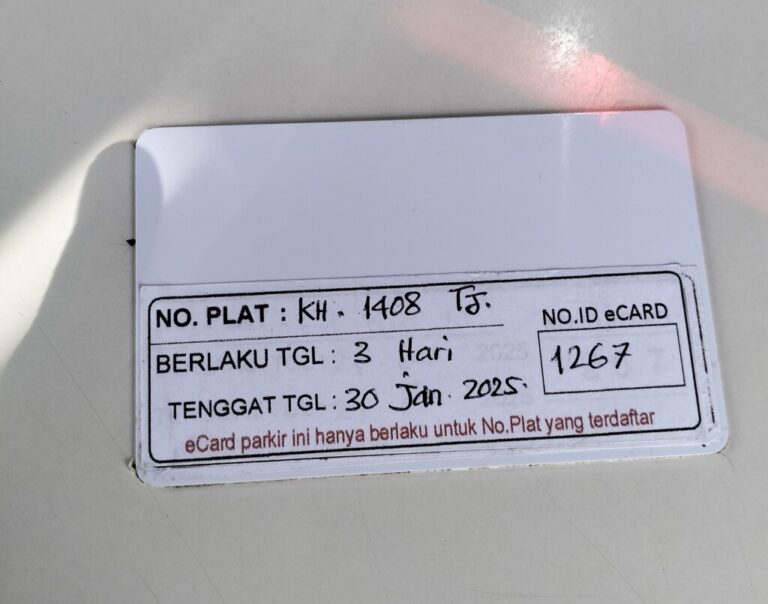 NO. PLAT : KH. 1408 TJ.
NO.ID eCARD
BERLAKU TGL : 3 Hari
1267
TENGGAT TGL : 30 Jan 2025.
eCard parkir ini hanya berlaku untuk No.Plat yang terdaftar